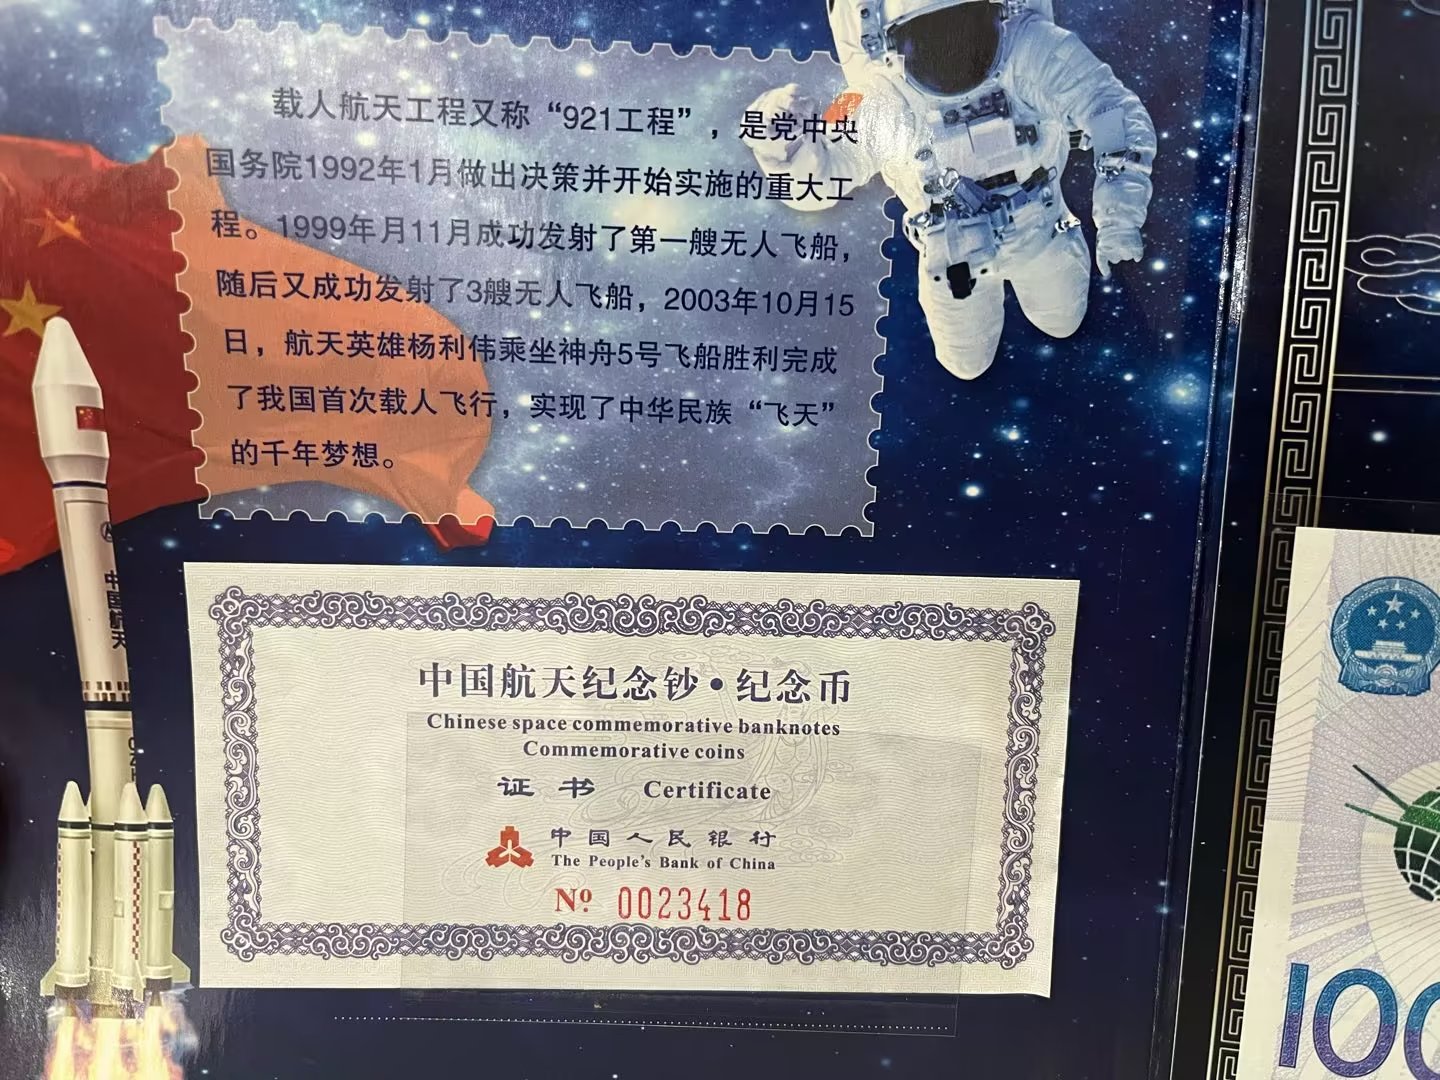 载人航天工程又称“921工程”，是党中央
国务院1992年1月做出决策并开始实施的重大工
程。1999年月11月成功发射了第一艘无人飞船，
随后又成功发射了3艘无人飞船，2003年10月15
日，航天英雄杨利伟乘坐神舟5号飞船胜利完成
了我国首次载人飞行，实现了中华民族“飞天”
的千年梦想。
中国航天
中国航天纪念钞·纪念币
Chinese space commemorative banknotes
Commemorative coins
证 书 Certificate
中国人民银行
The People's Bank of China
Nº 0023418
100